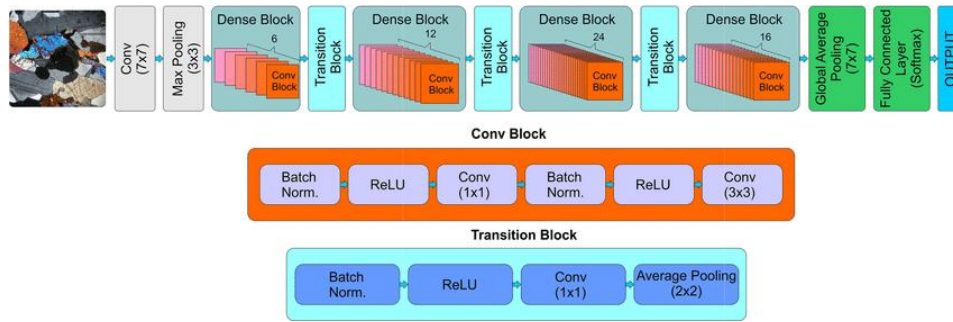 Conv
(7x7)
Max Pooling
(3x3)
Dense Block
6
Conv
Block
Transition
Block
Dense Block
12
Conv
Block
Transition
Block
Dense Block
24
Conv
Block
Transition
Block
Dense Block
16
Conv
Block
Global Average
Pooling
(7x7)
Fully Connected
Layer
(Softmax)
OUTPUT
Conv Block
Batch
Norm.
ReLU
Conv
(1x1)
Batch
Norm.
ReLU
Conv
(3x3)
Transition Block
Batch
Norm.
ReLU
Conv
(1x1)
Average Pooling
(2x2)